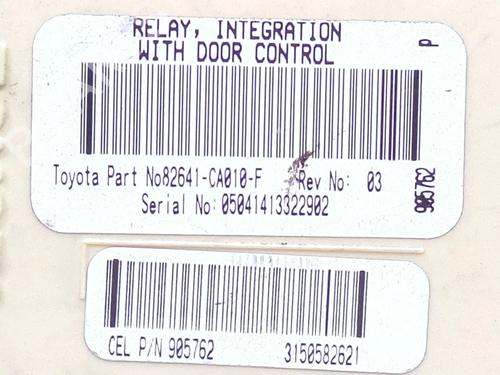 RELAY, INTEGRATION
WITH DOOR CONTROL
P
Toyota Part No82641-CA010-F Rev No: 03
Serial No: 05041413322902
905762
CEL P/N 905762 3150582621